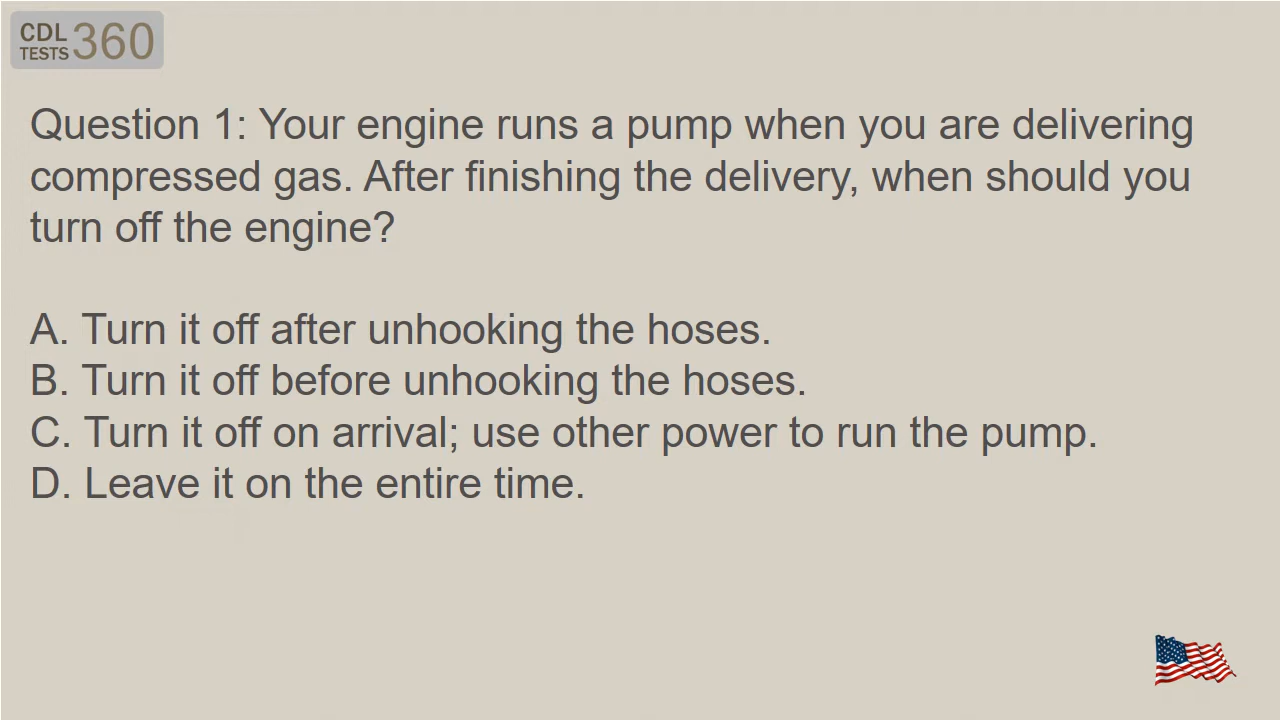 CDL
TESTS 360
Question 1: Your engine runs a pump when you are delivering
compressed gas. After finishing the delivery, when should you
turn off the engine?
A. Turn it off after unhooking the hoses.
B. Turn it off before unhooking the hoses.
C. Turn it off on arrival; use other power to run the pump.
D. Leave it on the entire time.